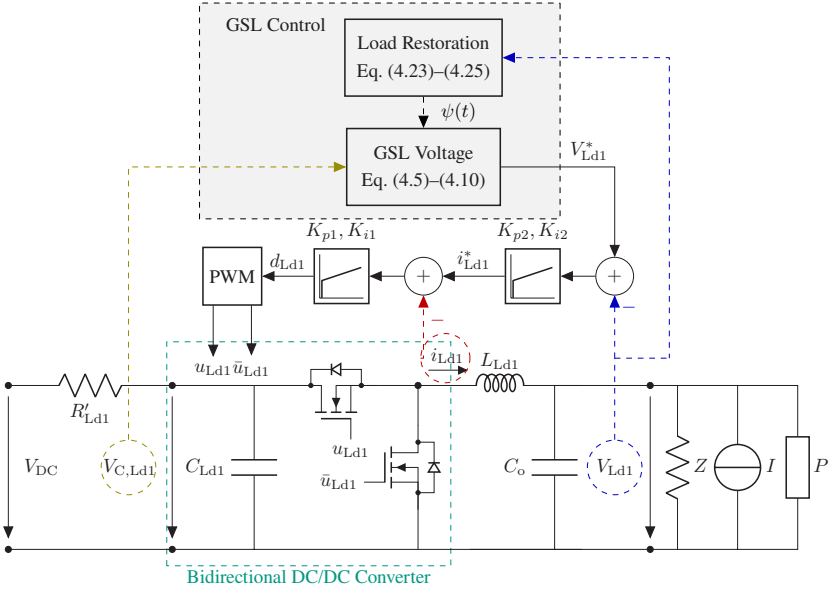 GSL Control
Load Restoration
Eq. (4.23)–(4.25)
ψ(t)
GSL Voltage
Eq. (4.5)–(4.10)
V*Ld1
Kp1, Ki1
Kp2, Ki2
PWM
dLd1
+
i*Ld1
+
−
−
uLd1 ūLd1
iLd1
LLd1
R′Ld1
VDC
VC,Ld1
CLd1
uLd1
ūLd1
Co
VLd1
Z
I
P
Bidirectional DC/DC Converter